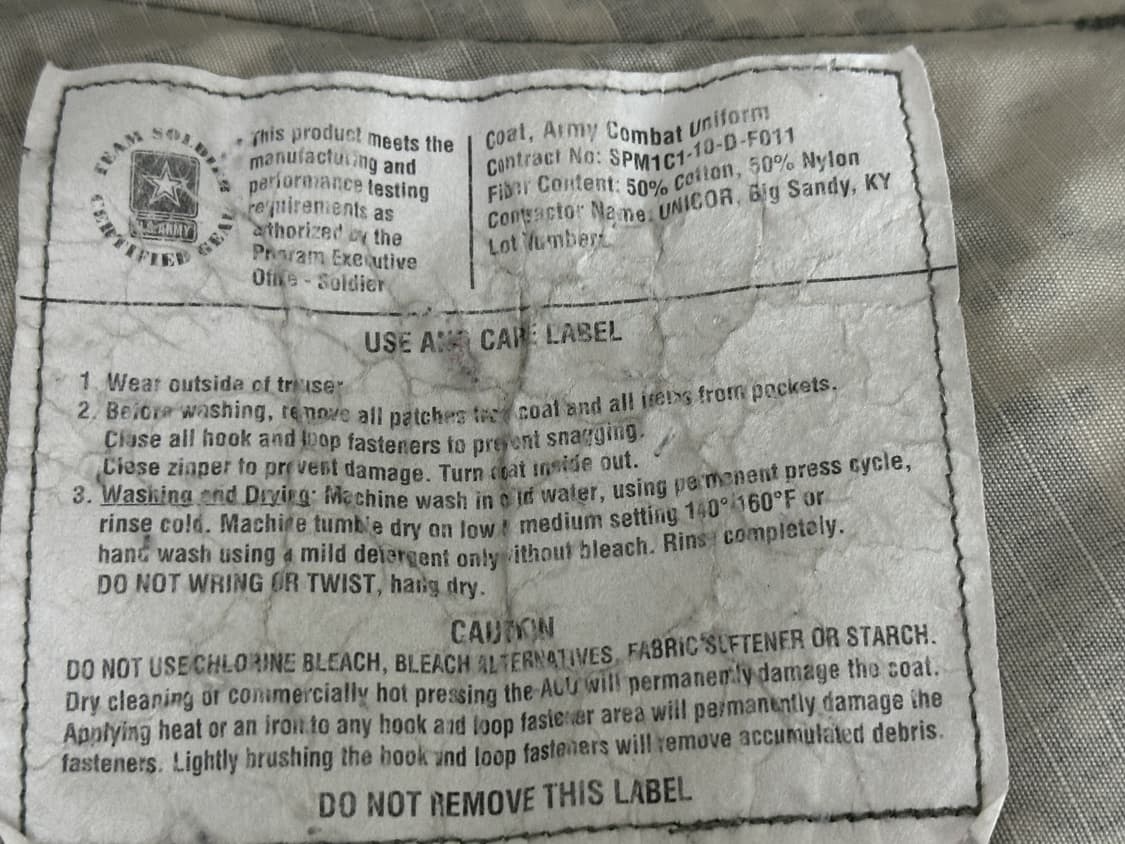 TEAM SOLDIER
CERTIFIED GEAR
U.S. ARMY
This product meets the
manufacturing and
performance testing
requirements as
authorized by the
Program Executive
Office - Soldier
Coat, Army Combat Uniform
Contract No: SPM1C1-10-D-F011
Fiber Content: 50% Cotton, 50% Nylon
Contractor Name: UNICOR, Big Sandy, KY
Lot Number:
USE AND CARE LABEL
1. Wear outside of trouser
2. Before washing, remove all patches from coat and all items from pockets.
Close all hook and loop fasteners to prevent snagging.
Close zipper to prevent damage. Turn coat inside out.
3. Washing and Drying: Machine wash in cold water, using permanent press cycle,
rinse cold. Machine tumble dry on low / medium setting 140°/160°F or
hand wash using a mild detergent only without bleach. Rinse completely.
DO NOT WRING OR TWIST, hang dry.
CAUTION
DO NOT USE CHLORINE BLEACH, BLEACH ALTERNATIVES, FABRIC SOFTENER OR STARCH.
Dry cleaning or commercially hot pressing the ACU will permanently damage the coat.
Applying heat or an iron to any hook and loop fastener area will permanently damage the
fasteners. Lightly brushing the hook and loop fasteners will remove accumulated debris.
DO NOT REMOVE THIS LABEL